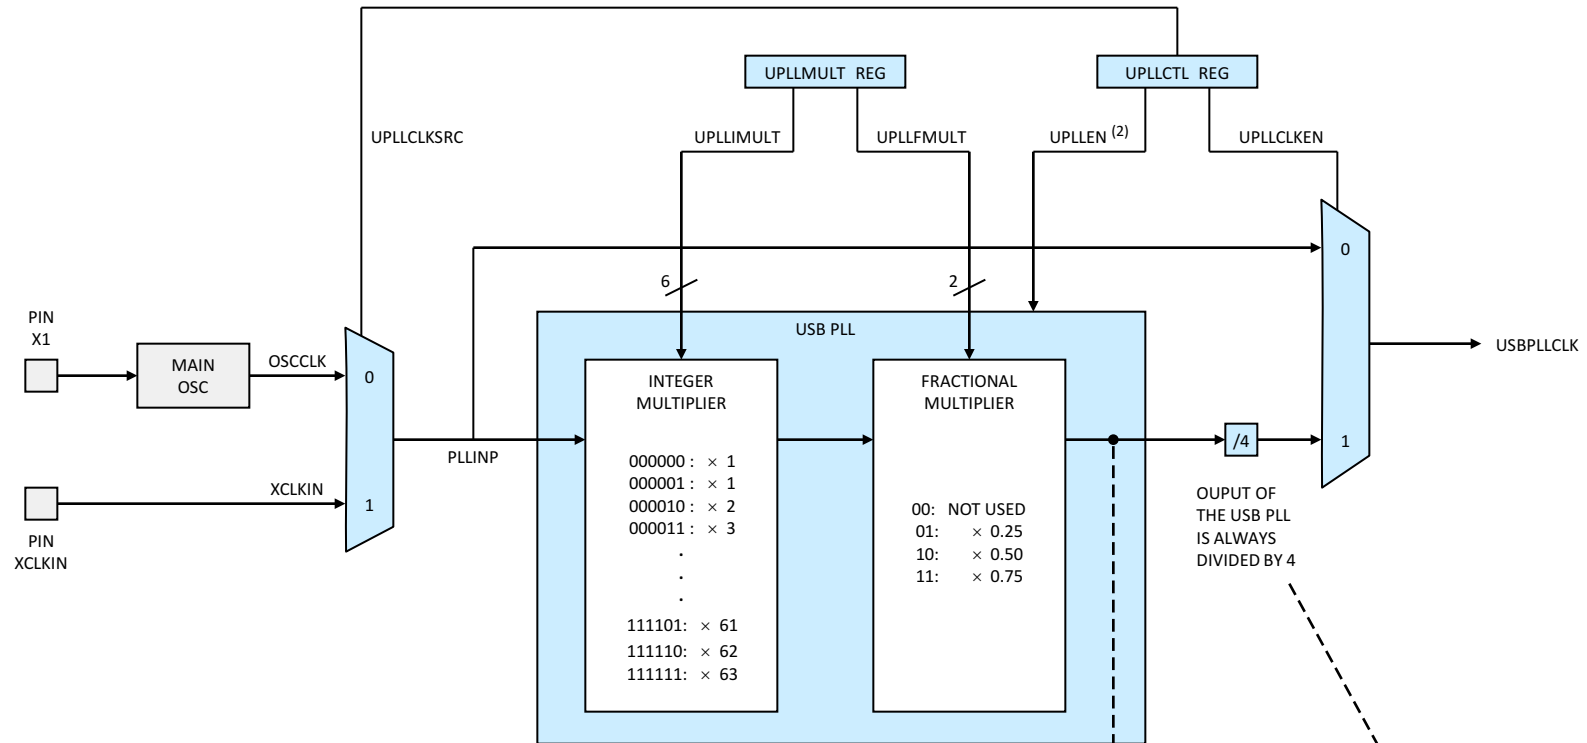 UPLLMULT REG
UPLLCTL REG
UPLLCLKSRC
UPLLIMULT
UPLLFMULT
UPLLEN (2)
UPLLCLKEN
0
6
2
PIN
X1
USB PLL
USBPLLCLK
MAIN
OSC
OSCCLK
0
INTEGER
MULTIPLIER
FRACTIONAL
MULTIPLIER
PLLINP
/4
1
XCLKIN
1
PIN
XCLKIN
000000 : × 1
000001 : × 1
000010 : × 2
000011 : × 3
.
.
.
111101: × 61
111110: × 62
111111: × 63
00: NOT USED
01: × 0.25
10: × 0.50
11: × 0.75
OUPUT OF
THE USB PLL
IS ALWAYS
DIVIDED BY 4